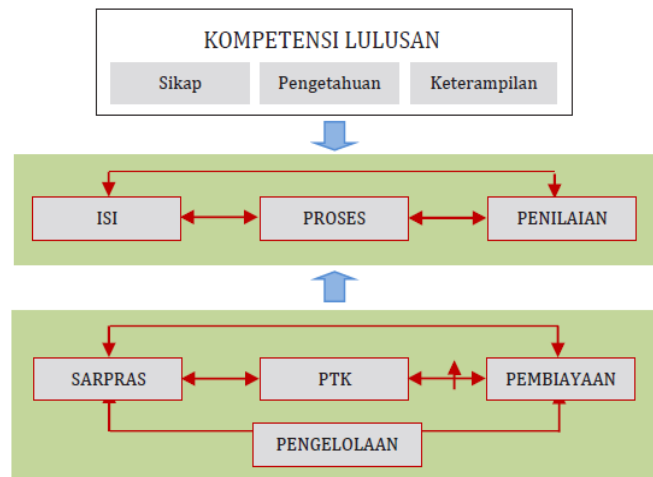 KOMPETENSI LULUSAN
Sikap
Pengetahuan
Keterampilan
ISI
PROSES
PENILAIAN
SARPRAS
PTK
PEMBIAYAAN
PENGELOLAAN